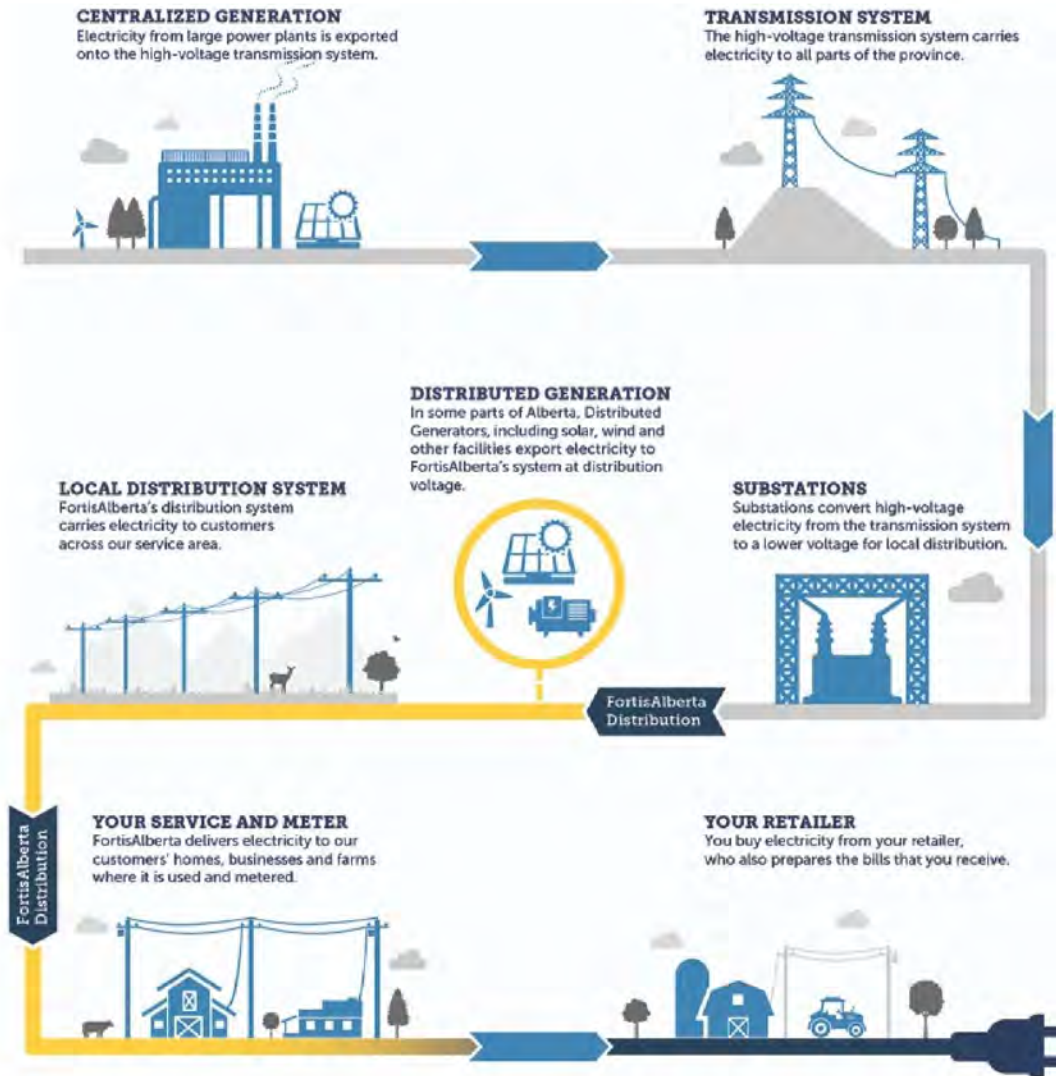 CENTRALIZED GENERATION
Electricity from large power plants is exported
onto the high-voltage transmission system.
TRANSMISSION SYSTEM
The high-voltage transmission system carries
electricity to all parts of the province.
DISTRIBUTED GENERATION
In some parts of Alberta, Distributed
Generators, including solar, wind and
other facilities export electricity to
FortisAlberta's system at distribution
voltage.
LOCAL DISTRIBUTION SYSTEM
FortisAlberta's distribution system
carries electricity to customers
across our service area.
SUBSTATIONS
Substations convert high-voltage
electricity from the transmission system
to a lower voltage for local distribution.
FortisAlberta
Distribution
FortisAlberta
Distribution
YOUR SERVICE AND METER
FortisAlberta delivers electricity to our
customers' homes, businesses and farms
where it is used and metered.
YOUR RETAILER
You buy electricity from your retailer,
who also prepares the bills that you receive.